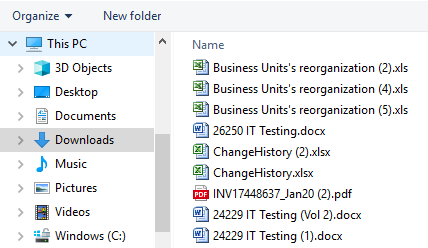 Organize New folder
This PC
3D Objects
Desktop
Documents
Downloads
Music
Pictures
Videos
Windows (C:)
Name
Business Units's reorganization (2).xls
Business Units's reorganization (4).xls
Business Units's reorganization (5).xls
26250 IT Testing.docx
ChangeHistory (2).xlsx
ChangeHistory.xlsx
PDF INV17448637_Jan20 (2).pdf
24229 IT Testing (Vol 2).docx
24229 IT Testing (1).docx